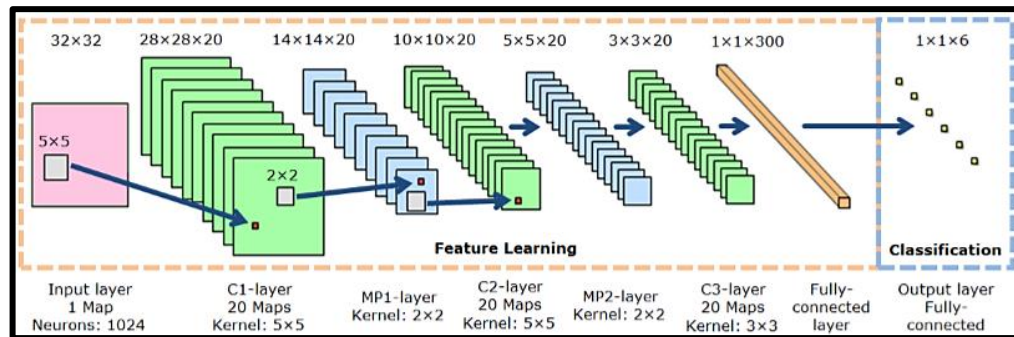 32×32 28×28×20 14×14×20 10×10×20 5×5×20 3×3×20 1×1×300 1×1×6
5×5
2×2
Feature Learning
Classification
Input layer
1 Map
Neurons: 1024
C1-layer
20 Maps
Kernel: 5×5
MP1-layer
Kernel: 2×2
C2-layer
20 Maps
Kernel: 5×5
MP2-layer
Kernel: 2×2
C3-layer
20 Maps
Kernel: 3×3
Fully-
connected
layer
Output layer
Fully-
connected